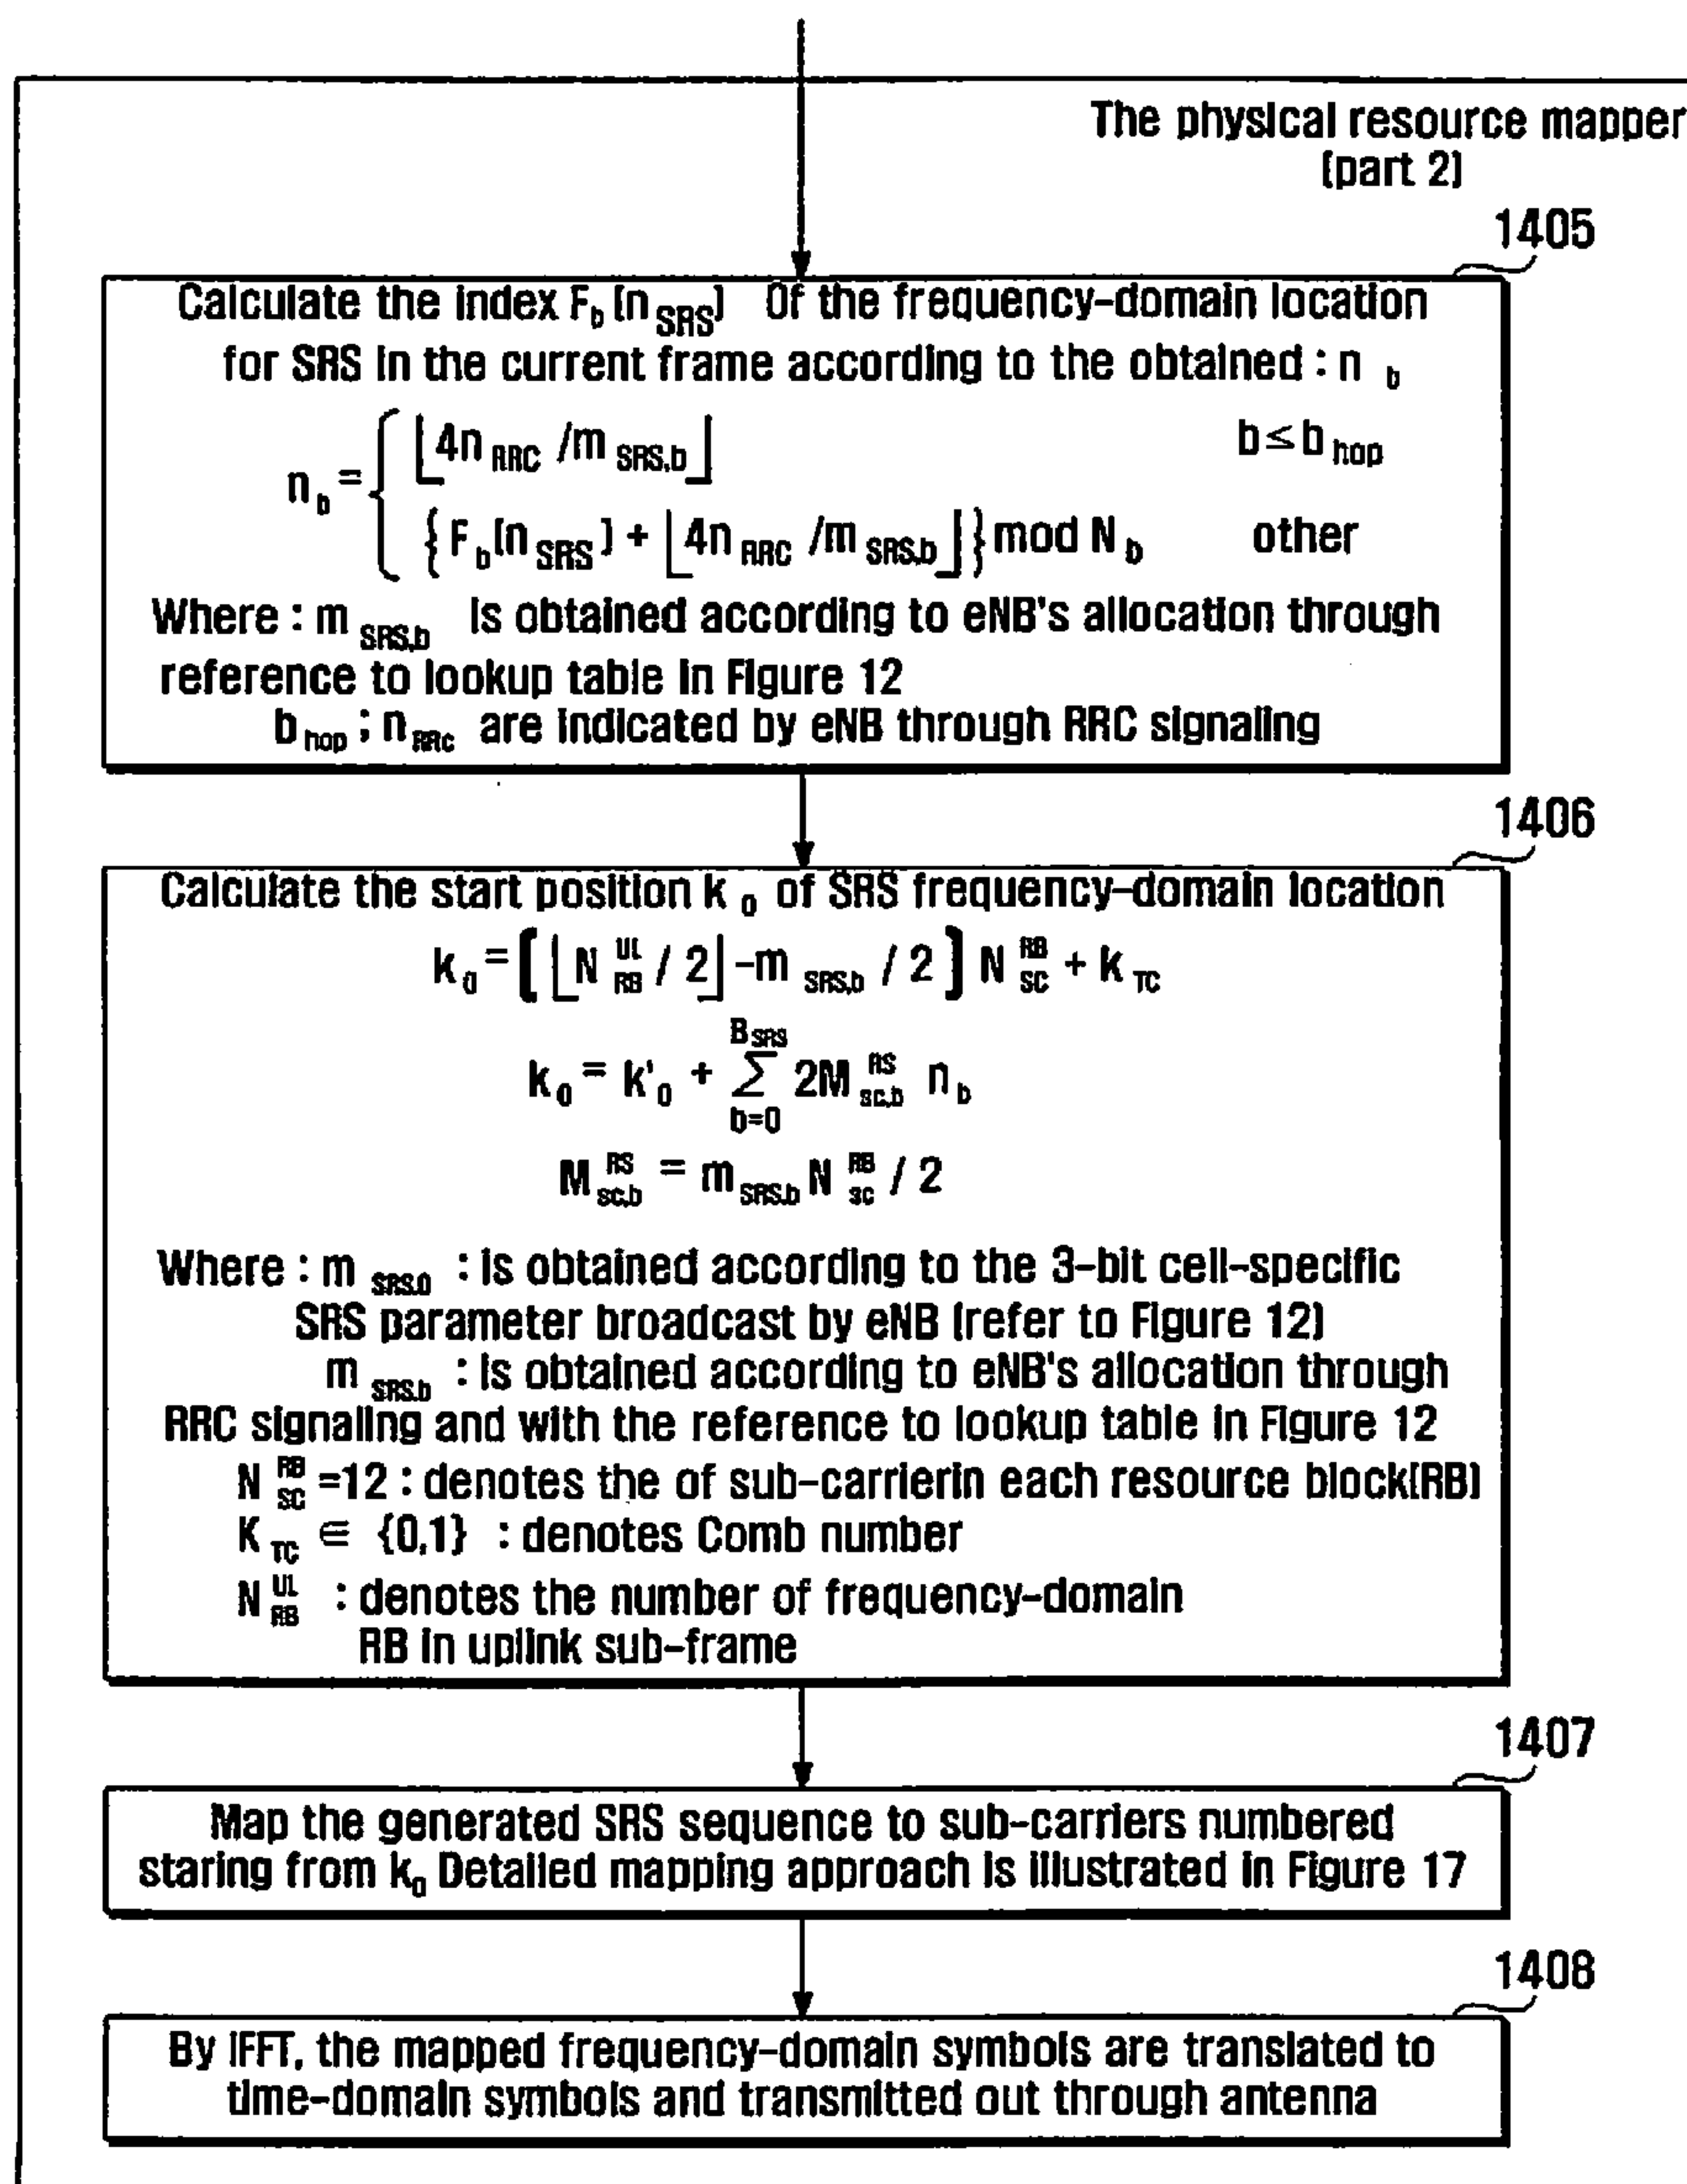 The physical resource mapper
(part 2)
1405
Calculate the index F_b (n_SRS) Of the frequency-domain location
for SRS in the current frame according to the obtained : n_b
n_b = { ⌊4n_RRC /m_SRS,b⌋ b≤b_hop
{F_b(n_SRS) + ⌊4n_RRC /m_SRS,b⌋} mod N_b other
Where : m_SRS,b is obtained according to eNB's allocation through
reference to lookup table in Figure 12
b_hop ; n_RRc are indicated by eNB through RRC signaling
1406
Calculate the start position k_0 of SRS frequency-domain location
k_0 = [⌊N_RB^UL / 2⌋ - m_SRS,b / 2] N_SC^RB + k_TC
k_0 = k'_0 + Σ_{b=0}^{B_SRS} 2M_sc,b^RS n_b
M_sc,b^RS = m_SRS,b N_sc^RB / 2
Where : m_SRS,0 : is obtained according to the 3-bit cell-specific
SRS parameter broadcast by eNB (refer to Figure 12)
m_SRS,b : is obtained according to eNB's allocation through
RRC signaling and with the reference to lookup table in Figure 12
N_SC^RB =12 : denotes the of sub-carrierin each resource block(RB)
K_TC ∈ {0,1} : denotes Comb number
N_RB^UL : denotes the number of frequency-domain
RB in uplink sub-frame
1407
Map the generated SRS sequence to sub-carriers numbered
staring from k_0 Detailed mapping approach is illustrated in Figure 17
1408
By IFFT, the mapped frequency-domain symbols are translated to
time-domain symbols and transmitted out through antenna